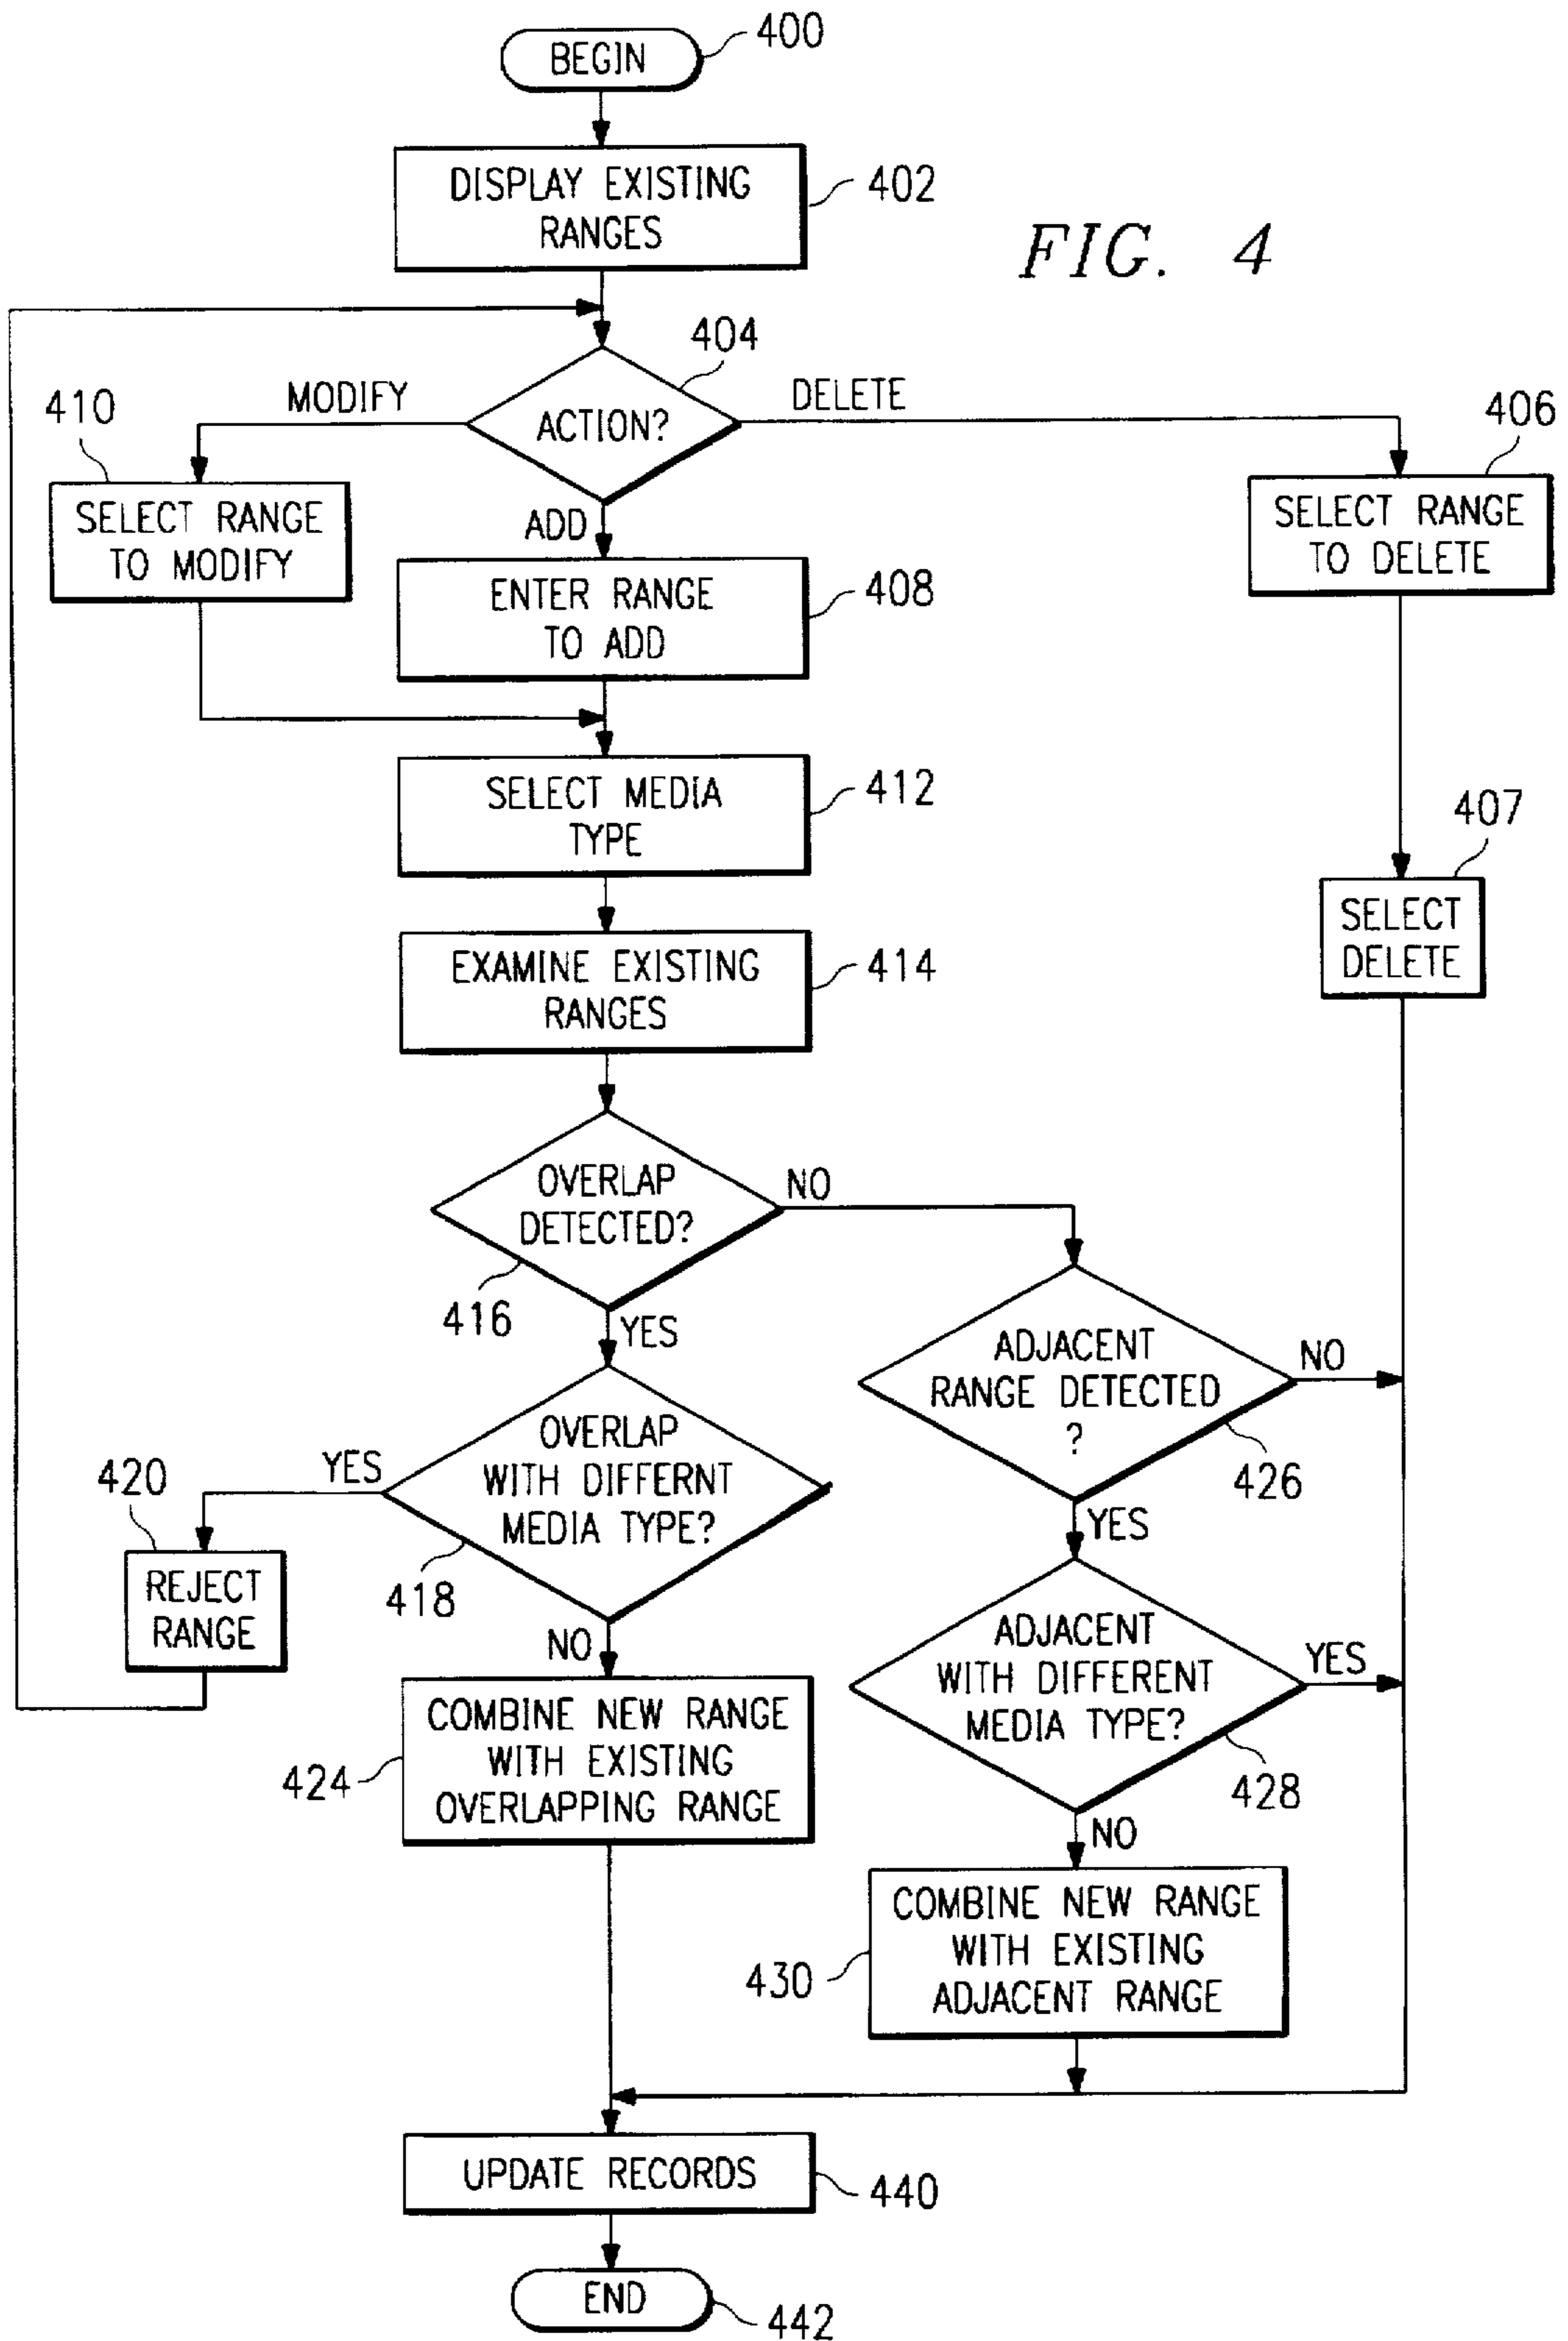 BEGIN
400
DISPLAY EXISTING
RANGES
402
FIG. 4
404
ACTION?
MODIFY
DELETE
410
SELECT RANGE
TO MODIFY
406
SELECT RANGE
TO DELETE
ADD
ENTER RANGE
TO ADD
408
SELECT MEDIA
TYPE
412
407
SELECT
DELETE
EXAMINE EXISTING
RANGES
414
OVERLAP
DETECTED?
NO
416
YES
ADJACENT
RANGE DETECTED
?
NO
426
YES
OVERLAP
WITH DIFFERNT
MEDIA TYPE?
YES
420
418
REJECT
RANGE
NO
ADJACENT
WITH DIFFERENT
MEDIA TYPE?
YES
428
NO
COMBINE NEW RANGE
WITH EXISTING
OVERLAPPING RANGE
424
COMBINE NEW RANGE
WITH EXISTING
ADJACENT RANGE
430
UPDATE RECORDS
440
END
442